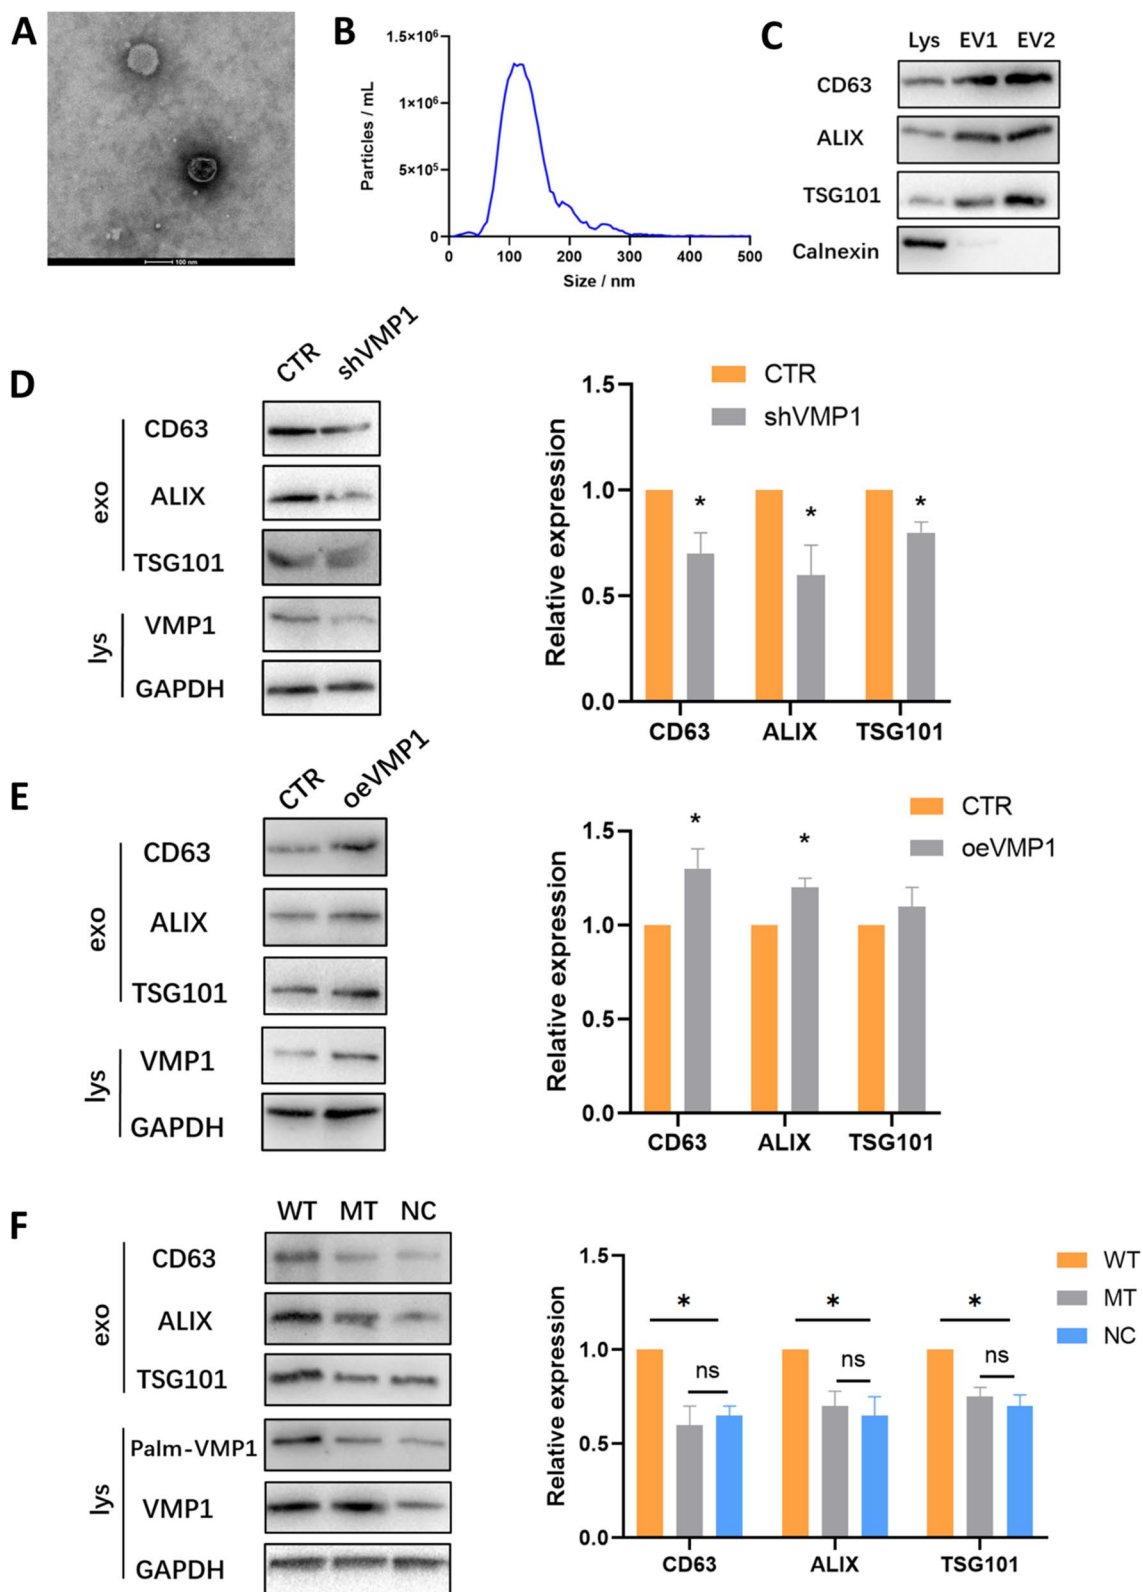 A
100 nm
B
1.5×10⁶
1×10⁶
5×10⁵
0
Particles / mL
0 100 200 300 400 500
Size / nm
C
Lys EV1 EV2
CD63
ALIX
TSG101
Calnexin
D
CTR shVMP1
exo
CD63
ALIX
TSG101
lys
VMP1
GAPDH
CTR
shVMP1
Relative expression
1.5
1.0
0.5
0.0
* * *
CD63 ALIX TSG101
E
CTR oeVMP1
exo
CD63
ALIX
TSG101
lys
VMP1
GAPDH
CTR
oeVMP1
Relative expression
1.5
1.0
0.5
0.0
* *
CD63 ALIX TSG101
F
WT MT NC
exo
CD63
ALIX
TSG101
lys
Palm-VMP1
VMP1
GAPDH
WT
MT
NC
Relative expression
1.5
1.0
0.5
0.0
* * *
ns ns ns
CD63 ALIX TSG101